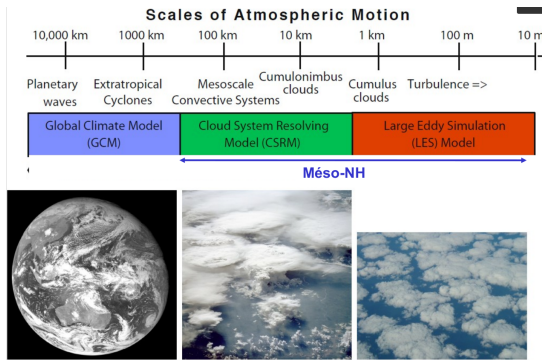 Scales of Atmospheric Motion
10,000 km 1000 km 100 km 10 km 1 km 100 m 10 m
Planetary waves
Extratropical Cyclones
Mesoscale Convective Systems
Cumulonimbus clouds
Cumulus clouds
Turbulence =>
Global Climate Model
(GCM)
Cloud System Resolving
Model (CSRM)
Large Eddy Simulation
(LES) Model
Méso-NH